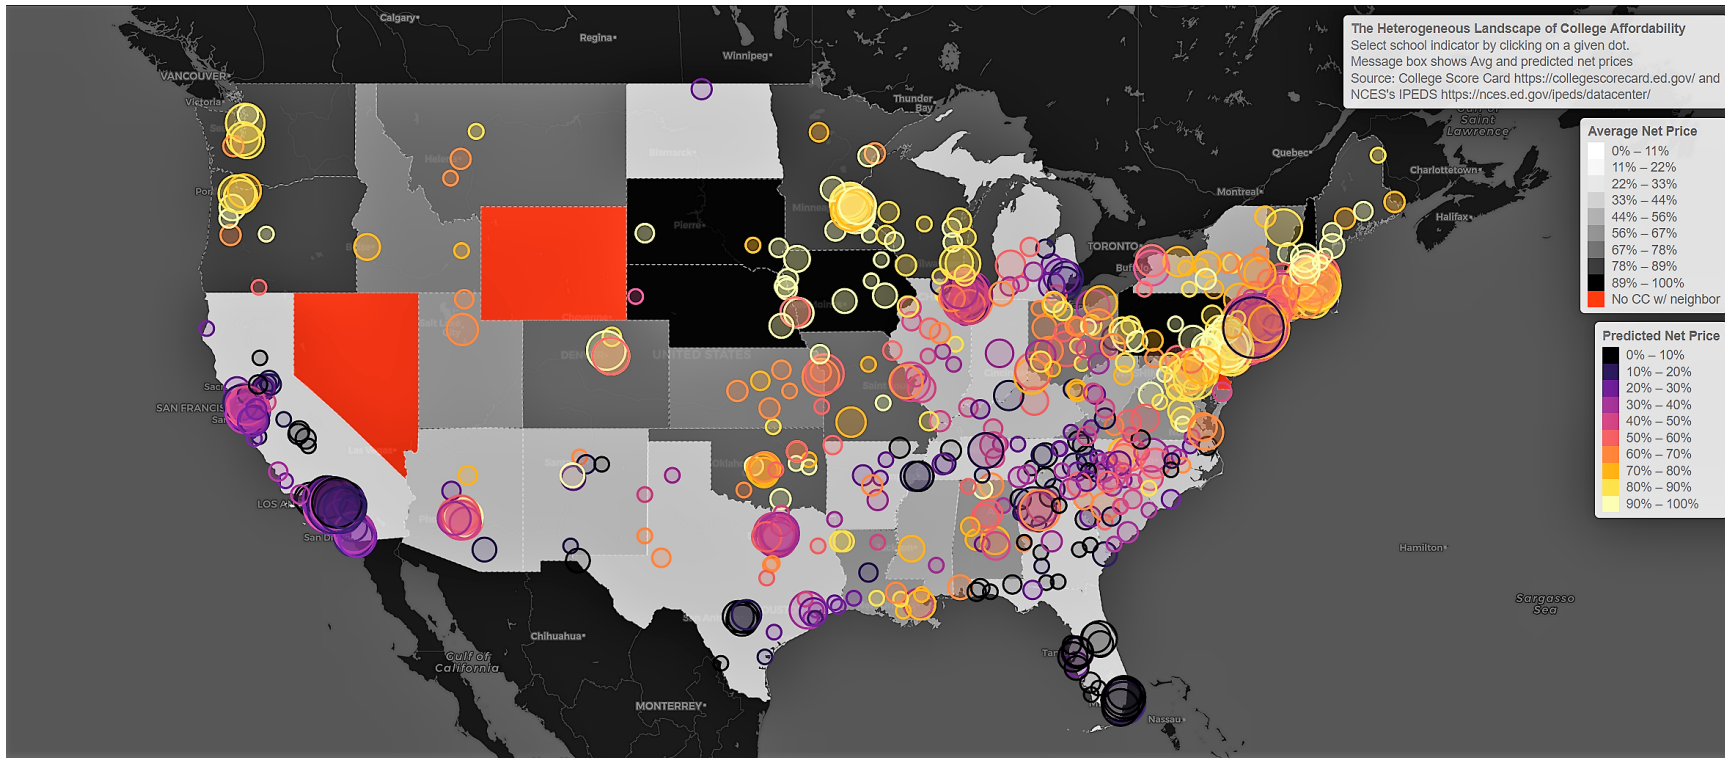 Calgary
Regina
Winnipeg
VANCOUVER
Victoria
Thunder
Bay
The Heterogeneous Landscape of College Affordability
Select school indicator by clicking on a given dot.
Message box shows Avg and predicted net prices
Source: College Score Card https://collegescorecard.ed.gov/ and
NCES's IPEDS https://nces.ed.gov/ipeds/datacenter/
Saint
Lawrence
Quebec
Charlottetown
Montreal
Halifax
TORONTO
Average Net Price
0% – 11%
11% – 22%
22% – 33%
33% – 44%
44% – 56%
56% – 67%
67% – 78%
78% – 89%
89% – 100%
No CC w/ neighbor
Predicted Net Price
0% – 10%
10% – 20%
20% – 30%
30% – 40%
40% – 50%
50% – 60%
60% – 70%
70% – 80%
80% – 90%
90% – 100%
Bismarck
Pierre
UNITED STATES
Hamilton
Sargasso
Sea
Chihuahua
Gulf of
California
MONTERREY
Nassau